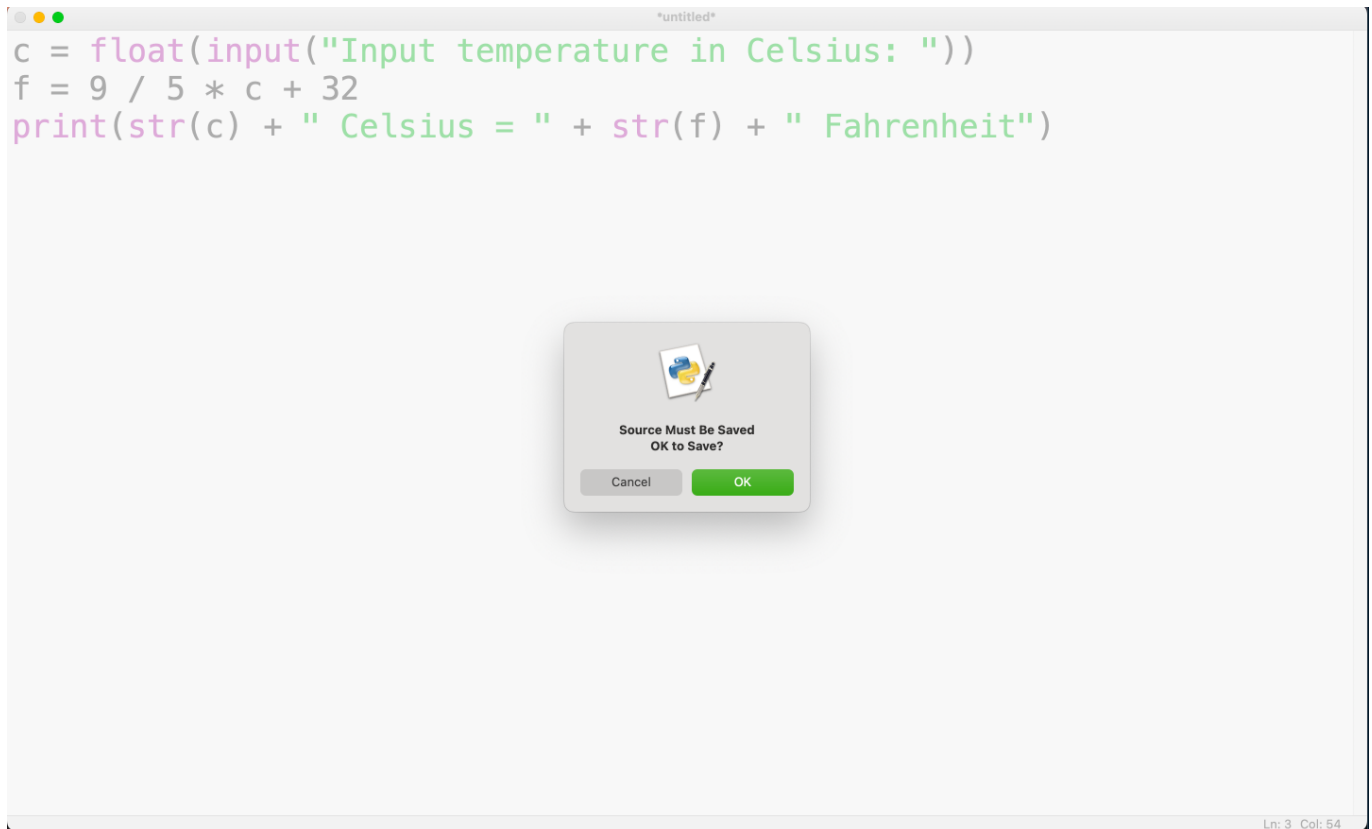 *untitled*
c = float(input("Input temperature in Celsius: "))
f = 9 / 5 * c + 32
print(str(c) + " Celsius = " + str(f) + " Fahrenheit")
Source Must Be Saved
OK to Save?
Cancel OK
Ln: 3 Col: 54